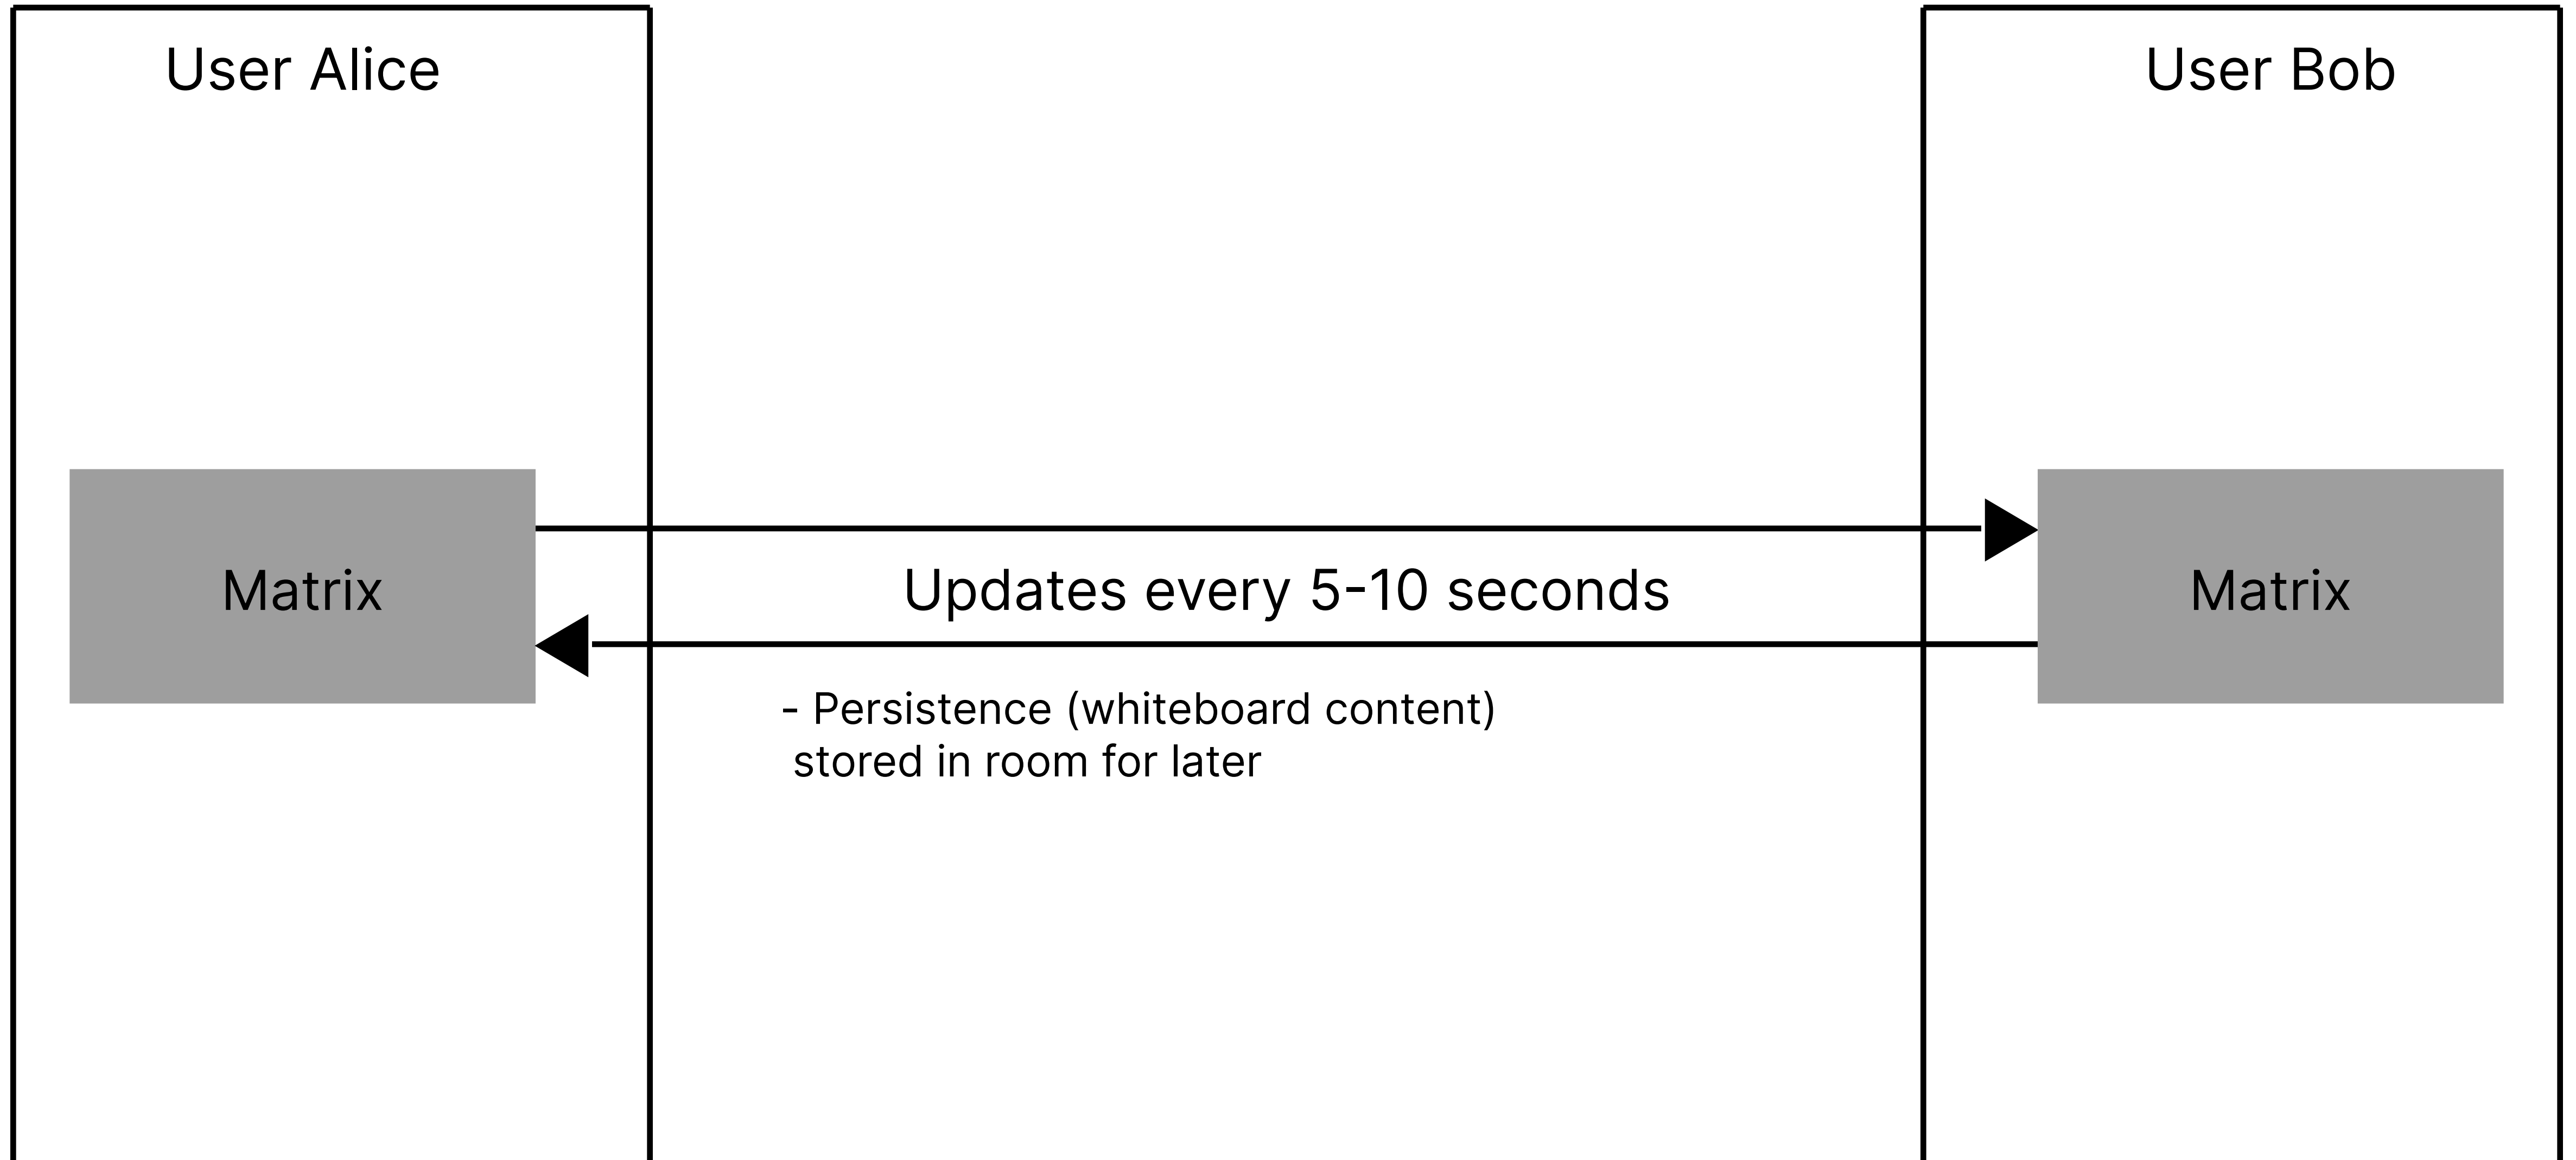 User Alice
User Bob
Matrix
Updates every 5-10 seconds
Matrix
- Persistence (whiteboard content)
stored in room for later